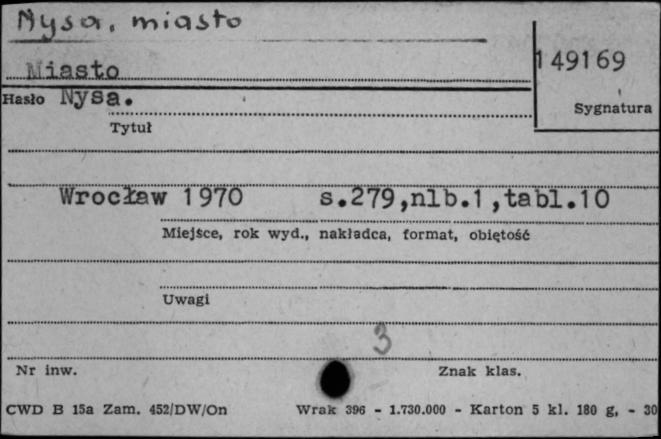 Nysa, miasto
Miasto
149169
Hasło Nysa.
Sygnatura
Tytuł
Wrocław 1970 s.279,nlb.1,tabl.10
Miejsce, rok wyd., nakładca, format, objętość
Uwagi
3
Nr inw.
Znak klas.
CWD B 15a Zam. 452/DW/On Wrak 396 - 1.730.000 - Karton 5 kl. 180 g, - 30